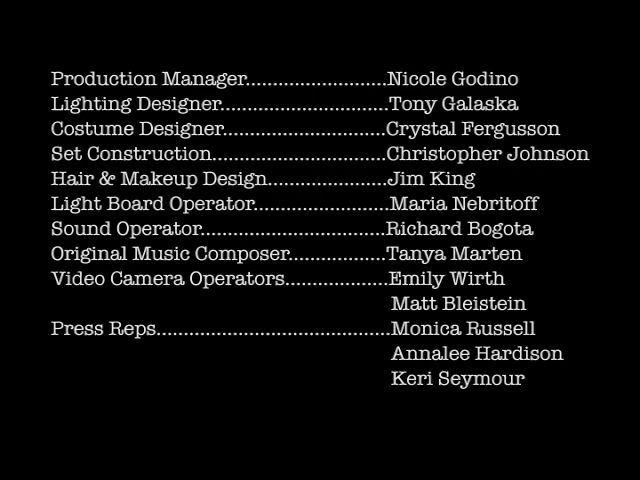 Production Manager..........................Nicole Godino
Lighting Designer...............................Tony Galaska
Costume Designer..............................Crystal Fergusson
Set Construction................................Christopher Johnson
Hair & Makeup Design......................Jim King
Light Board Operator.........................Maria Nebritoff
Sound Operator..................................Richard Bogota
Original Music Composer..................Tanya Marten
Video Camera Operators...................Emily Wirth
Matt Bleistein
Press Reps...........................................Monica Russell
Annalee Hardison
Keri Seymour